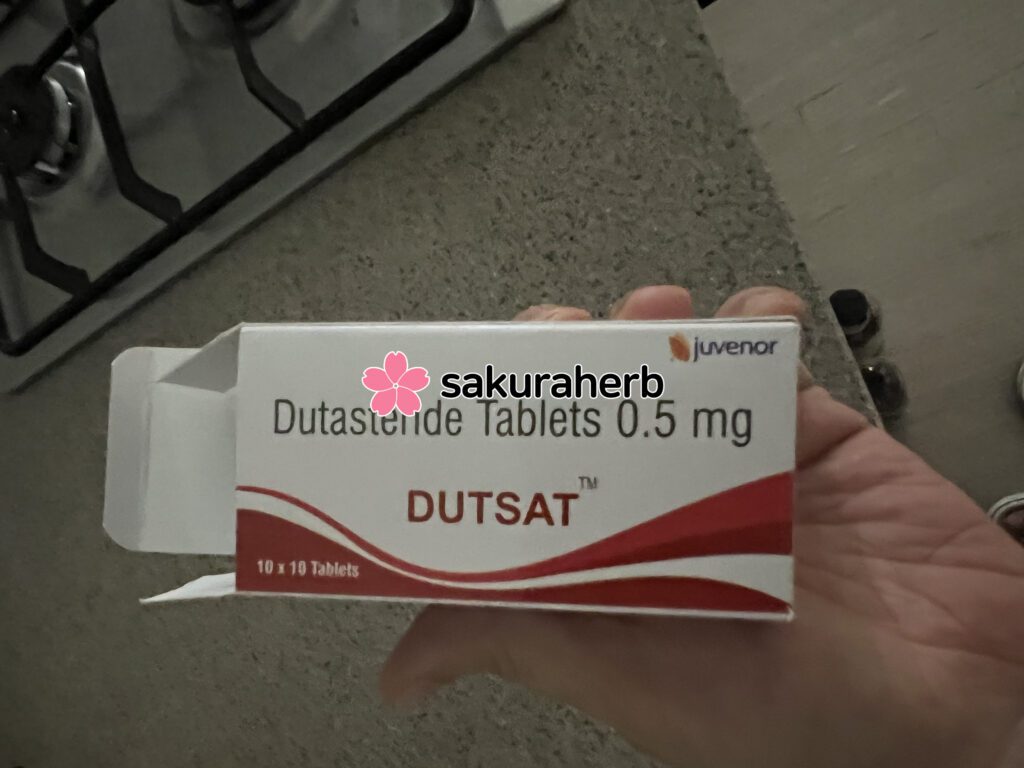 juvenor
sakuraherb
Dutasteride Tablets 0.5 mg
DUTSAT™
10 x 10 Tablets